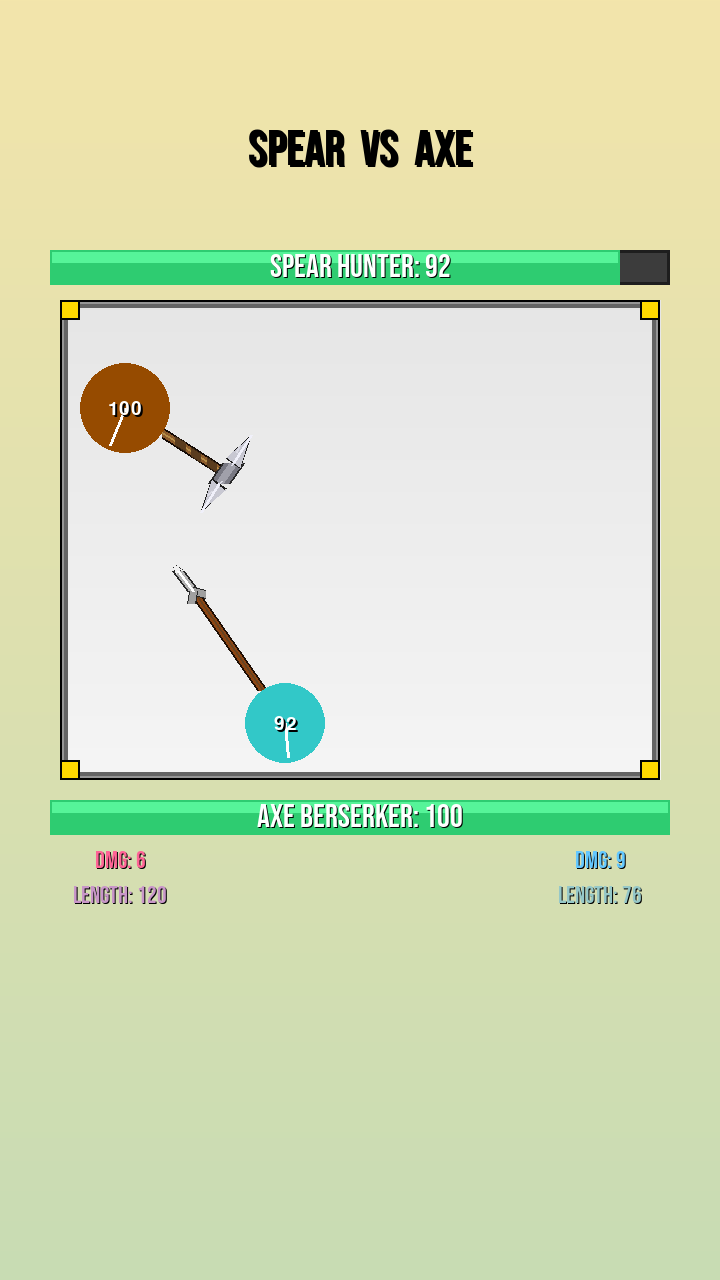 SPEAR VS AXE
SPEAR HUNTER: 92
100
92
AXE BERSERKER: 100
DMG: 6
DMG: 9
LENGTH: 120
LENGTH: 76